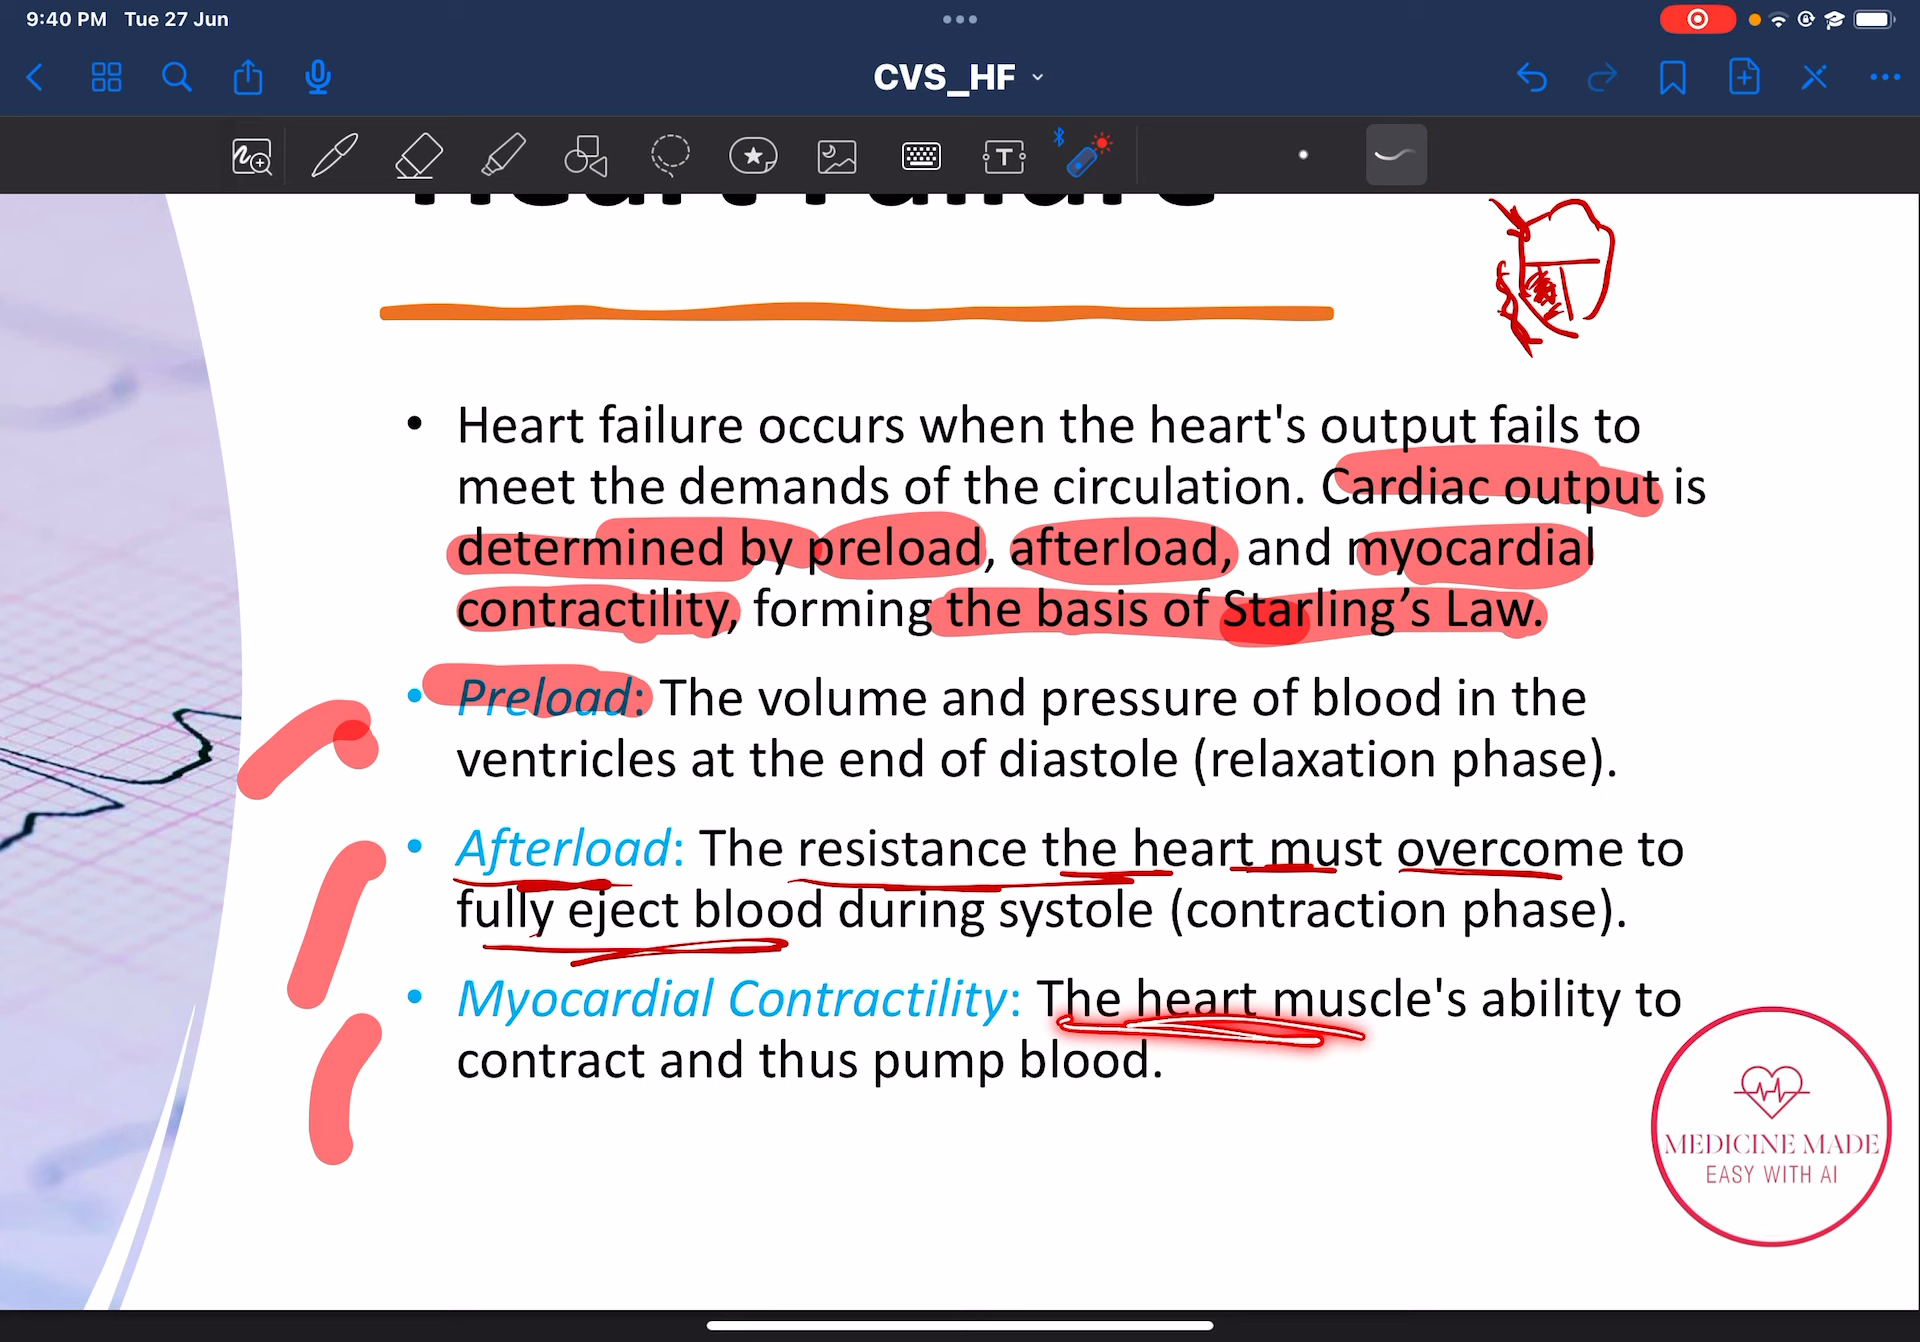 9:40 PM Tue 27 Jun
CVS_HF
Heart Failure
• Heart failure occurs when the heart's output fails to
meet the demands of the circulation. Cardiac output is
determined by preload, afterload, and myocardial
contractility, forming the basis of Starling’s Law.
• Preload: The volume and pressure of blood in the
ventricles at the end of diastole (relaxation phase).
• Afterload: The resistance the heart must overcome to
fully eject blood during systole (contraction phase).
• Myocardial Contractility: The heart muscle's ability to
contract and thus pump blood.
MEDICINE MADE
EASY WITH AI